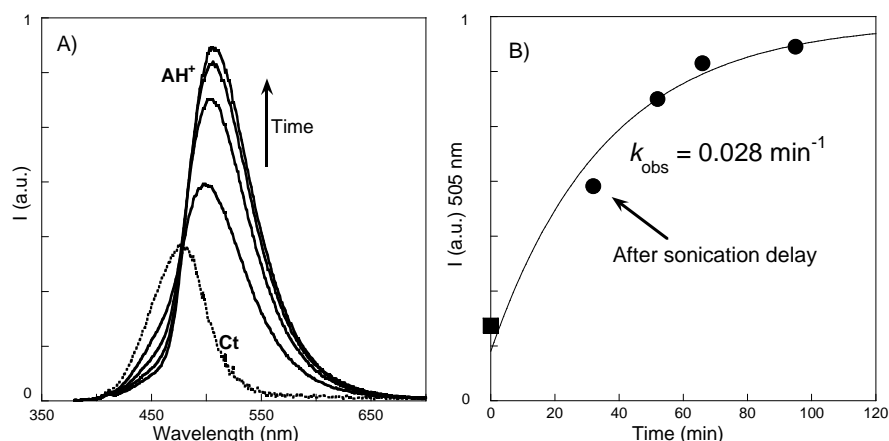 A)
1
AH⁺
Time
Ct
I (a.u.)
0
350 450 550 650
Wavelength (nm)
B)
1
k_obs = 0.028 min⁻¹
After sonication delay
I (a.u.) 505 nm
0
0 20 40 60 80 100 120
Time (min)